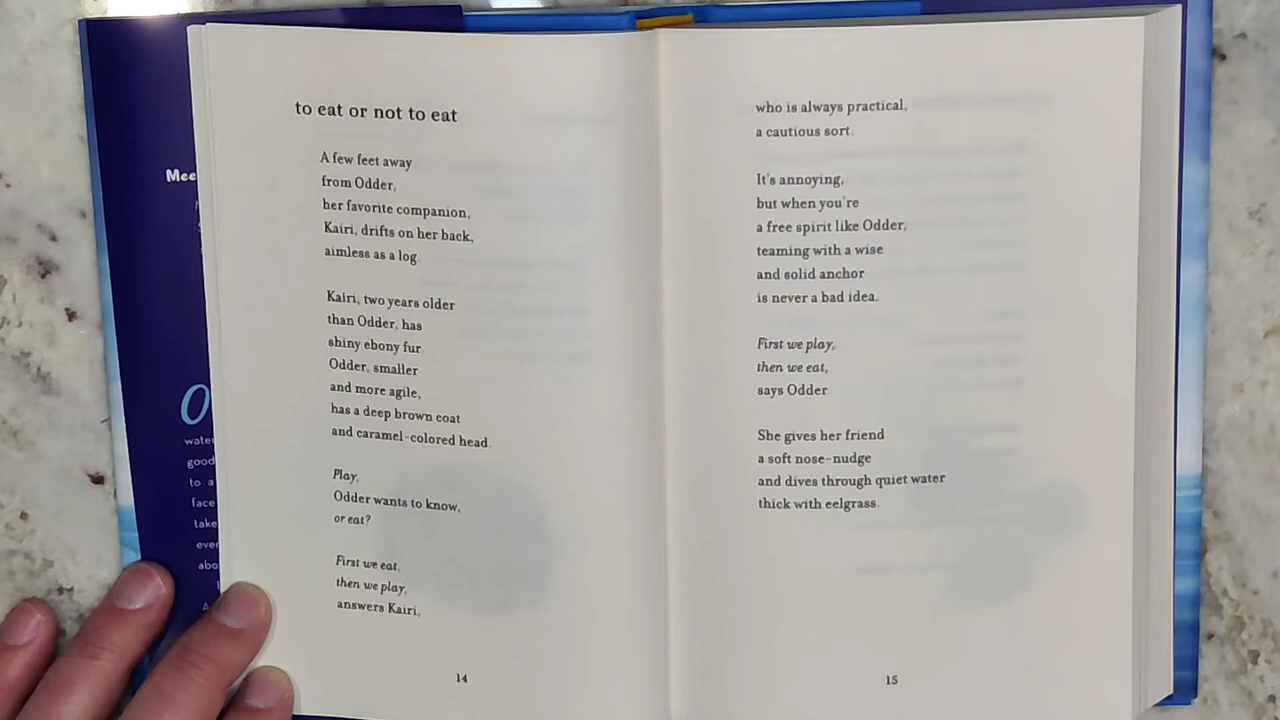 Mee
O
water
good
to a
face
take
ever
abo
A
to eat or not to eat
A few feet away
from Odder,
her favorite companion,
Kairi, drifts on her back,
aimless as a log.
Kairi, two years older
than Odder, has
shiny ebony fur.
Odder, smaller
and more agile,
has a deep brown coat
and caramel-colored head.
Play,
Odder wants to know,
or eat?
First we eat,
then we play,
answers Kairi,
14
who is always practical,
a cautious sort.
It's annoying,
but when you're
a free spirit like Odder,
teaming with a wise
and solid anchor
is never a bad idea.
First we play,
then we eat,
says Odder.
She gives her friend
a soft nose-nudge
and dives through quiet water
thick with eelgrass.
15